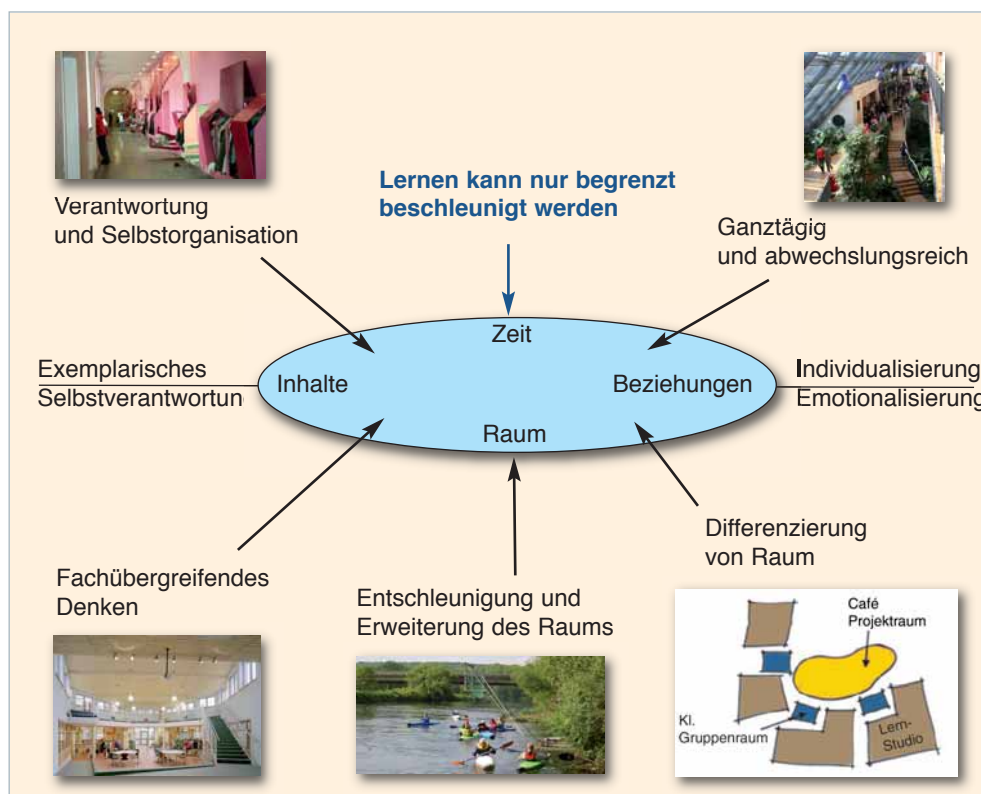 Lernen kann nur begrenzt
beschleunigt werden
Verantwortung
und Selbstorganisation
Ganztägig
und abwechslungsreich
Zeit
Exemplarisches
Selbstverantwortun
Inhalte
Beziehungen
Individualisierung
Emotionalisierung
Raum
Differenzierung
von Raum
Fachübergreifendes
Denken
Entschleunigung und
Erweiterung des Raums
Café
Projektraum
Kl.
Gruppenraum
Lern-
Studio